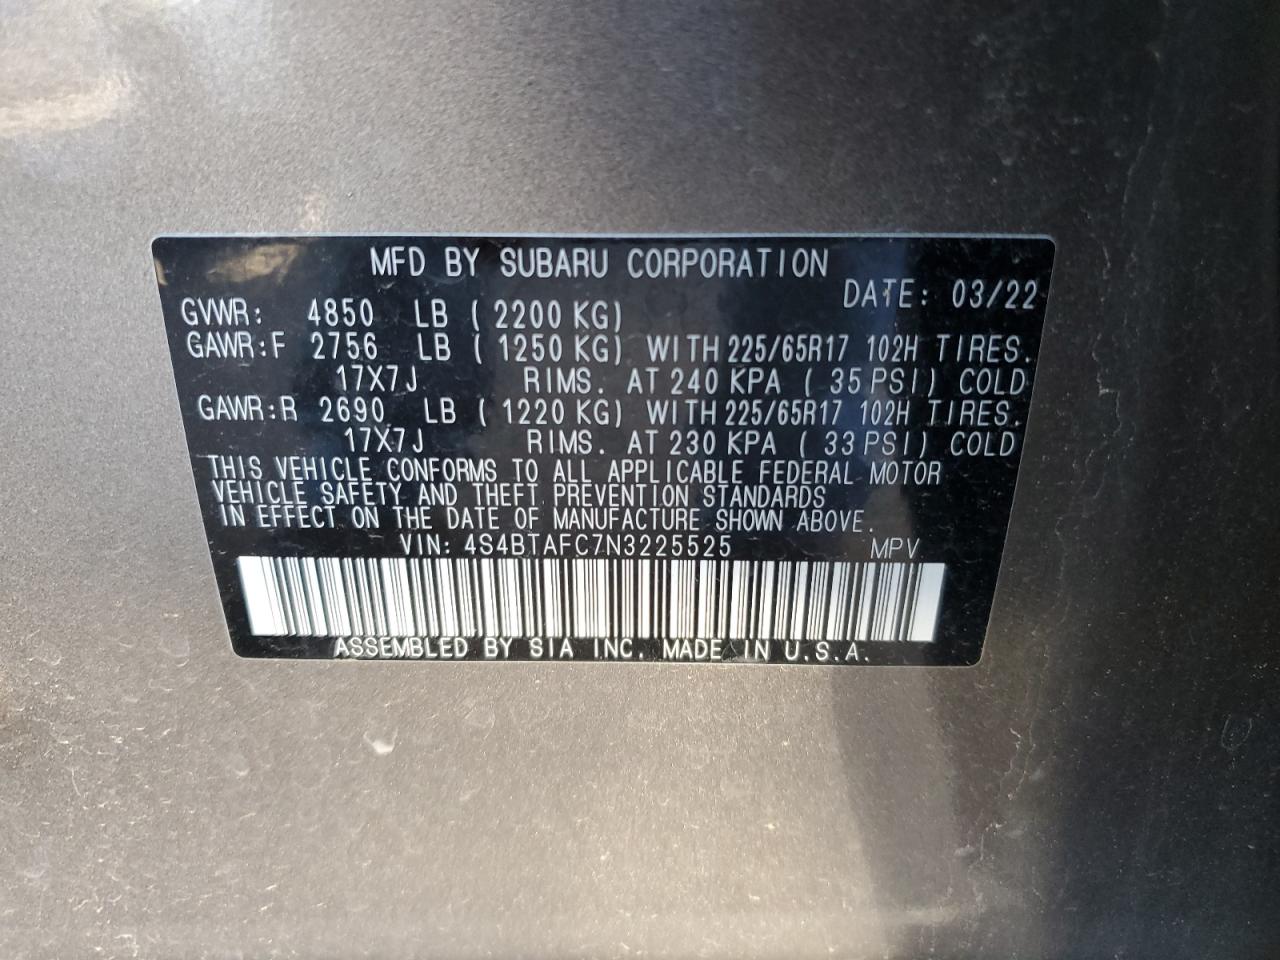 MFD BY SUBARU CORPORATION
DATE: 03/22
GVWR: 4850 LB ( 2200 KG)
GAWR:F 2756 LB ( 1250 KG) WITH 225/65R17 102H TIRES.
17X7J RIMS. AT 240 KPA ( 35 PSI) COLD
GAWR:R 2690 LB ( 1220 KG) WITH 225/65R17 102H TIRES.
17X7J RIMS. AT 230 KPA ( 33 PSI) COLD
THIS VEHICLE CONFORMS TO ALL APPLICABLE FEDERAL MOTOR
VEHICLE SAFETY AND THEFT PREVENTION STANDARDS
IN EFFECT ON THE DATE OF MANUFACTURE SHOWN ABOVE.
VIN: 4S4BTAFC7N3225525 MPV
ASSEMBLED BY SIA INC. MADE IN U.S.A.